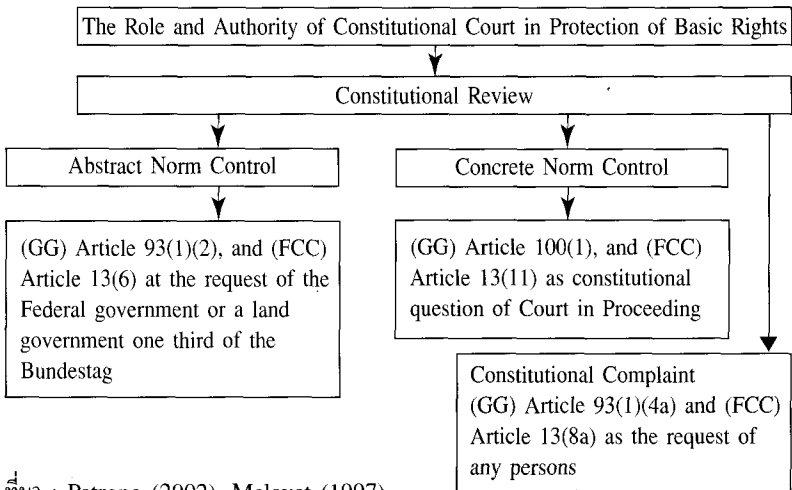 The Role and Authority of Constitutional Court in Protection of Basic Rights
Constitutional Review
Abstract Norm Control
Concrete Norm Control
(GG) Article 93(1)(2), and (FCC)
Article 13(6) at the request of the
Federal government or a land
government one third of the
Bundestag
(GG) Article 100(1), and (FCC)
Article 13(11) as constitutional
question of Court in Proceeding
Constitutional Complaint
(GG) Article 93(1)(4a) and (FCC)
Article 13(8a) as the request of
any persons
ที่มา : (2002), (1997)